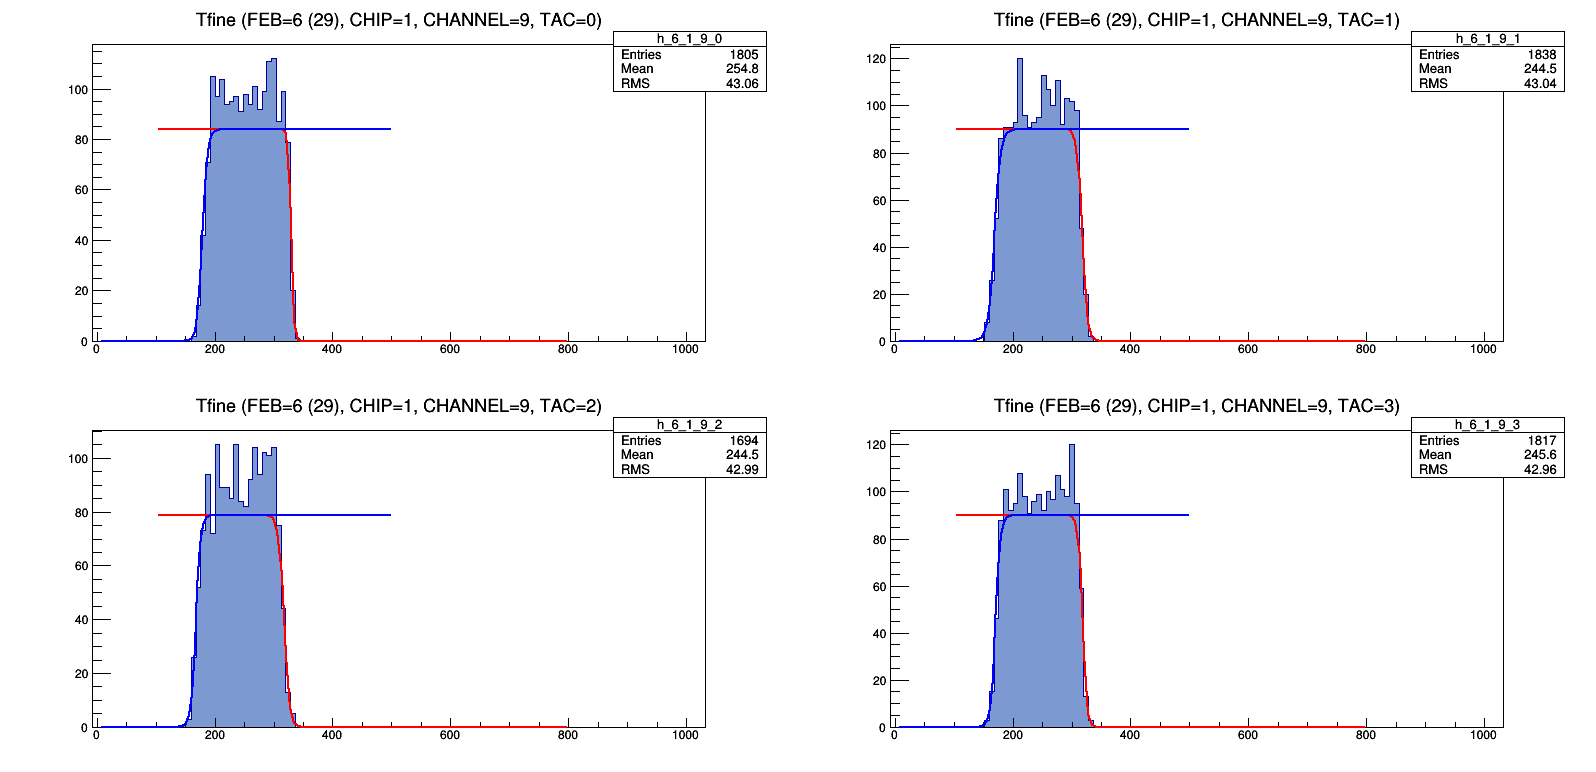 Tfine (FEB=6 (29), CHIP=1, CHANNEL=9, TAC=0)
h_6_1_9_0
Entries 1805
Mean 254.8
RMS 43.06
100
80
60
40
20
0
0 200 400 600 800 1000
Tfine (FEB=6 (29), CHIP=1, CHANNEL=9, TAC=1)
h_6_1_9_1
Entries 1838
Mean 244.5
RMS 43.04
120
100
80
60
40
20
0
0 200 400 600 800 1000
Tfine (FEB=6 (29), CHIP=1, CHANNEL=9, TAC=2)
h_6_1_9_2
Entries 1694
Mean 244.5
RMS 42.99
100
80
60
40
20
0
0 200 400 600 800 1000
Tfine (FEB=6 (29), CHIP=1, CHANNEL=9, TAC=3)
h_6_1_9_3
Entries 1817
Mean 245.6
RMS 42.96
120
100
80
60
40
20
0
0 200 400 600 800 1000